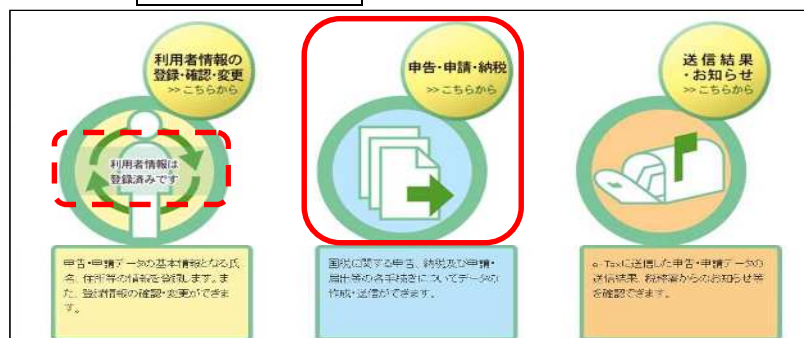 利用者情報の
登録・確認・変更
>>こちらから
利用者情報は
登録済みです
申告・申請データの基本情報となる氏
名、住所等の情報を登録します。ま
た、登録情報の確認・変更ができま
す。
申告・申請・納税
>>こちらから
国税に関する申告、納税及び申請・
届出等の各手続きについてデータの
作成・送信ができます。
送信結果
・お知らせ
>>こちらから
e-Taxに送信した申告・申請データの
送信結果、税務署からのお知らせ等
を確認できます。